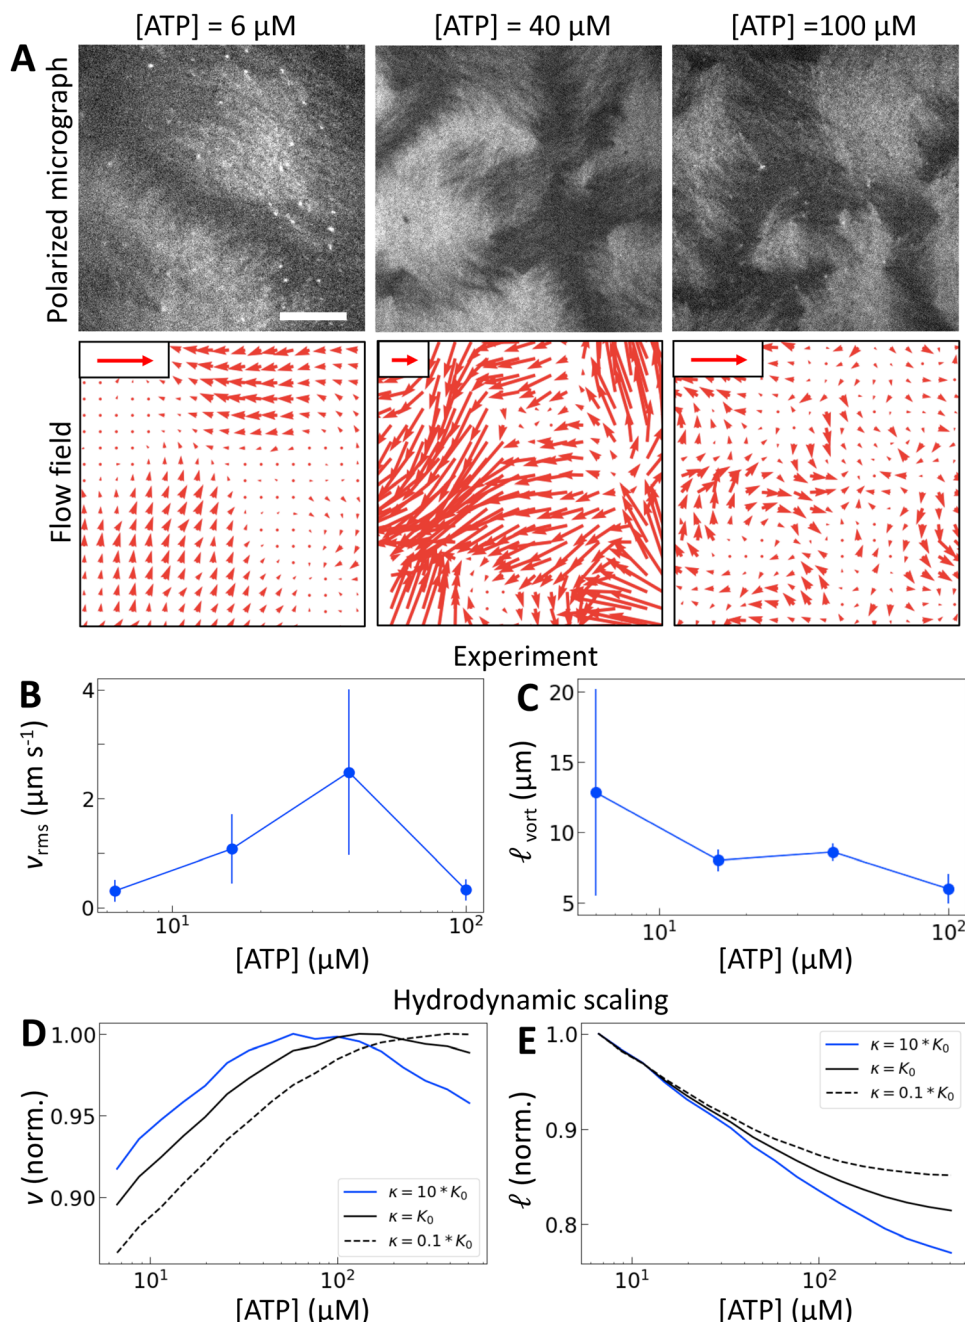 [ATP] = 6 µM [ATP] = 40 µM [ATP] =100 µM
A
Polarized micrograph
Flow field
Experiment
B
4
2
0
v_rms (µm s⁻¹)
10¹ 10²
[ATP] (µM)
C
20
15
10
5
ℓ_vort (µm)
10¹ 10²
[ATP] (µM)
Hydrodynamic scaling
D
1.00
0.95
0.90
v (norm.)
κ = 10 * K₀
κ = K₀
κ = 0.1 * K₀
10¹ 10²
[ATP] (µM)
E
1.0
0.9
0.8
ℓ (norm.)
κ = 10 * K₀
κ = K₀
κ = 0.1 * K₀
10¹ 10²
[ATP] (µM)